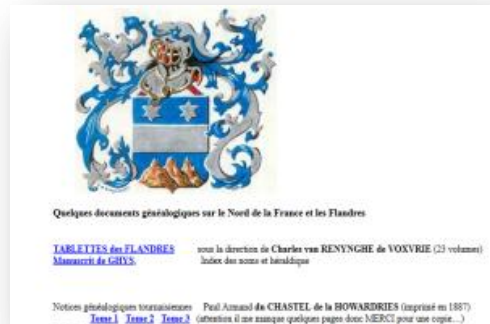 Quelques documents généalogiques sur le Nord de la France et les Flandres
TABLETTES des FLANDRES sous la direction de Charles van RENYNGHE de VOXVRIE (23 volumes)
Manuscrit de GHYS. Index des noms et héraldique
Notices généalogiques tournaisiennes Paul Armand du CHASTEL de la HOWARDRIES (imprimé en 1887)
Tome 1 Tome 2 Tome 3 (attention il me manque quelques pages donc MERCI pour une copie...)